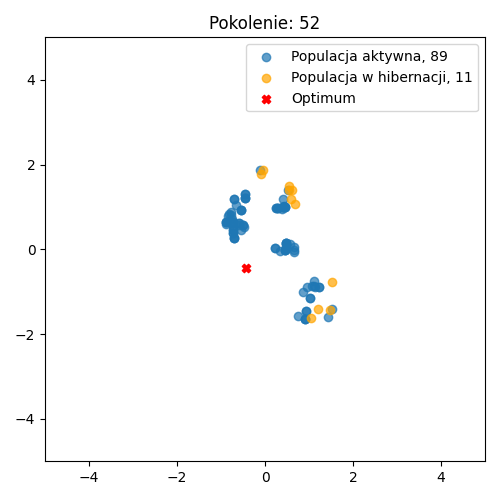 Pokolenie: 52
Populacja aktywna, 89
Populacja w hibernacji, 11
Optimum
4
2
0
−2
−4
−4 −2 0 2 4